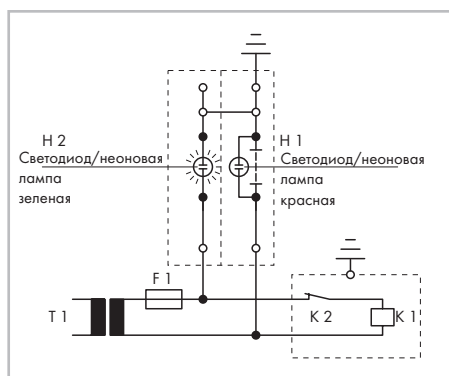 H 2
Светодиод/неоновая
лампа
зеленая
H 1
Светодиод/неоновая
лампа
красная
F 1
T 1
K 2
K 1